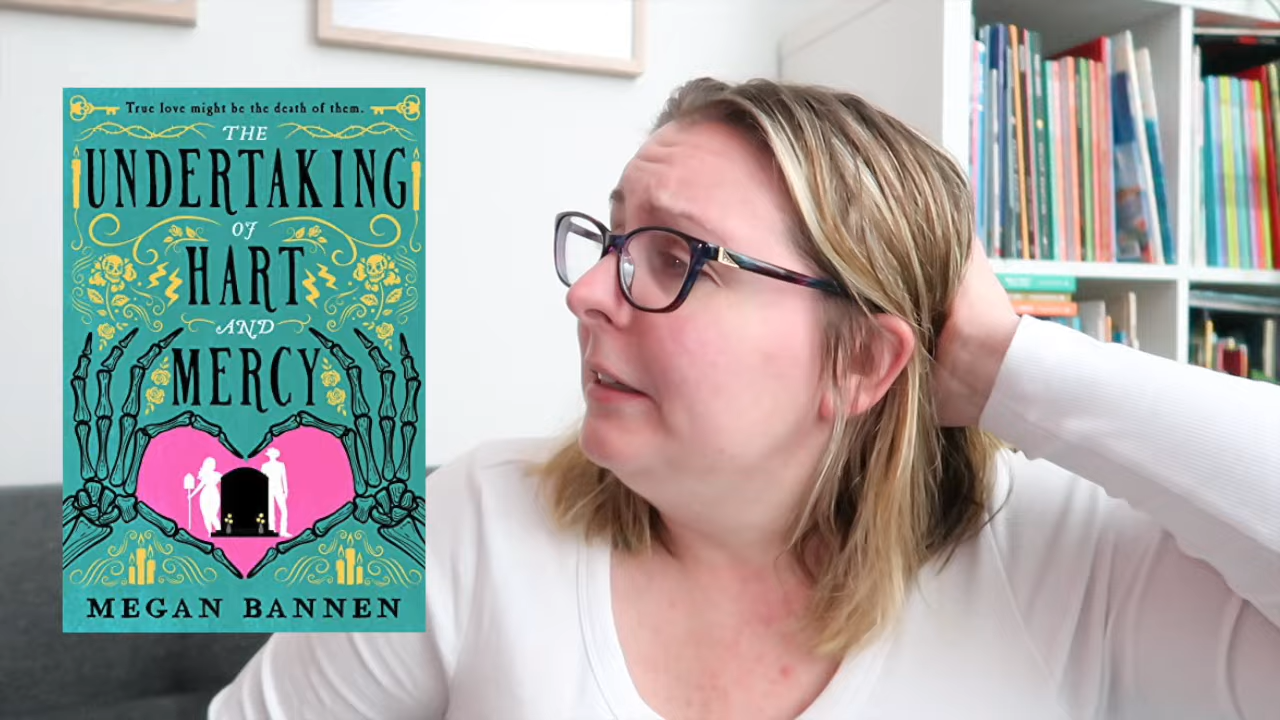 True love might be the death of them.
THE
UNDERTAKING
OF
HART
AND
MERCY
MEGAN BANNEN